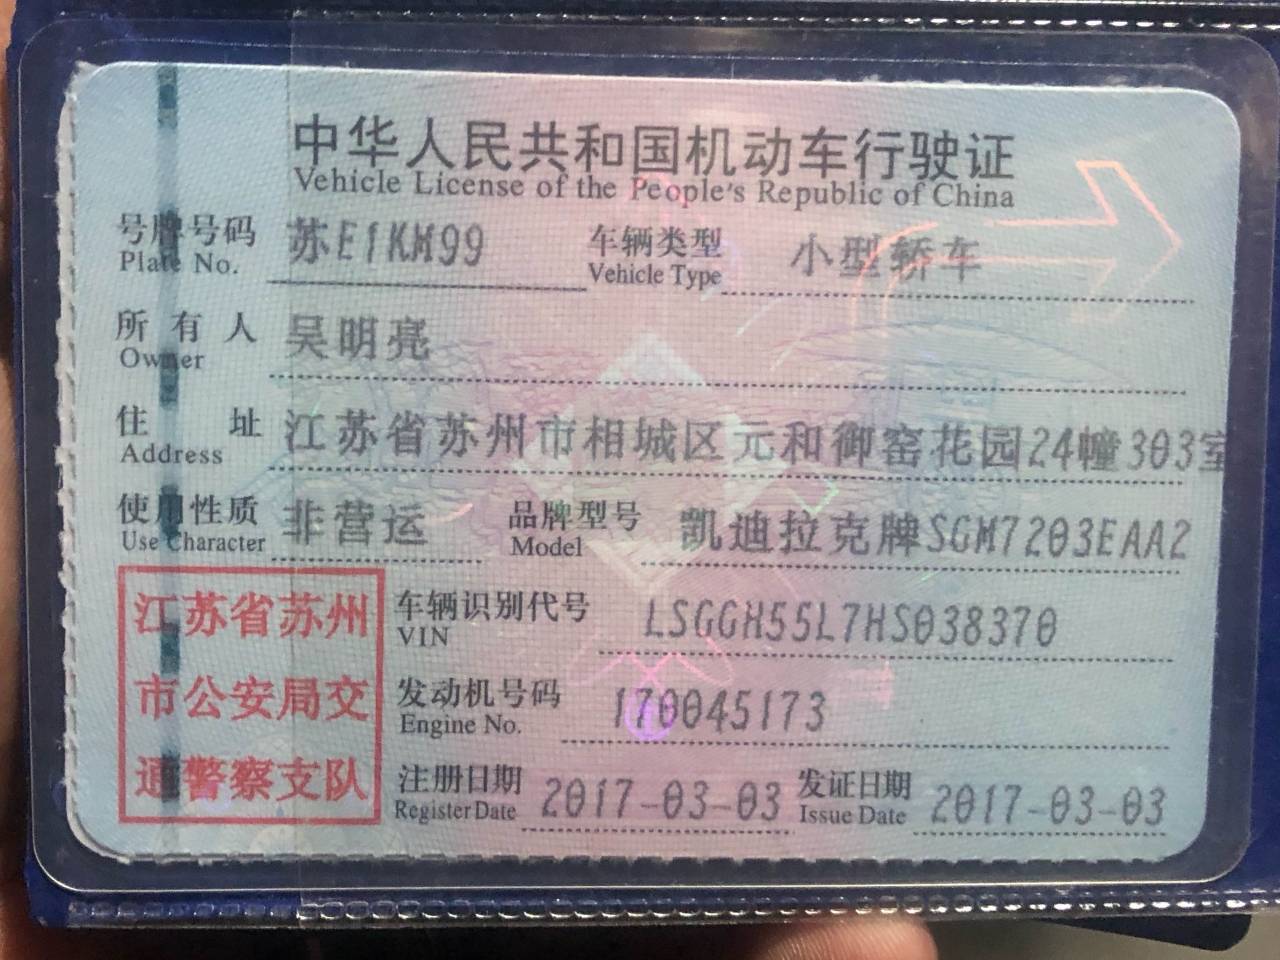 中华人民共和国机动车行驶证
Vehicle License of the People's Republic of China
号牌号码 苏E1KM99 车辆类型 小型轿车
Plate No. Vehicle Type
所有人 吴明亮
Owner
住址 江苏省苏州市相城区元和御窑花园24幢303室
Address
使用性质 非营运 品牌型号 凯迪拉克牌SGM7203EAA2
Use Character Model
江苏省苏州
市公安局交
通警察支队
车辆识别代号 LSGGH55L7HS038370
VIN
发动机号码 170045173
Engine No.
注册日期 2017-03-03 发证日期 2017-03-03
Register Date Issue Date